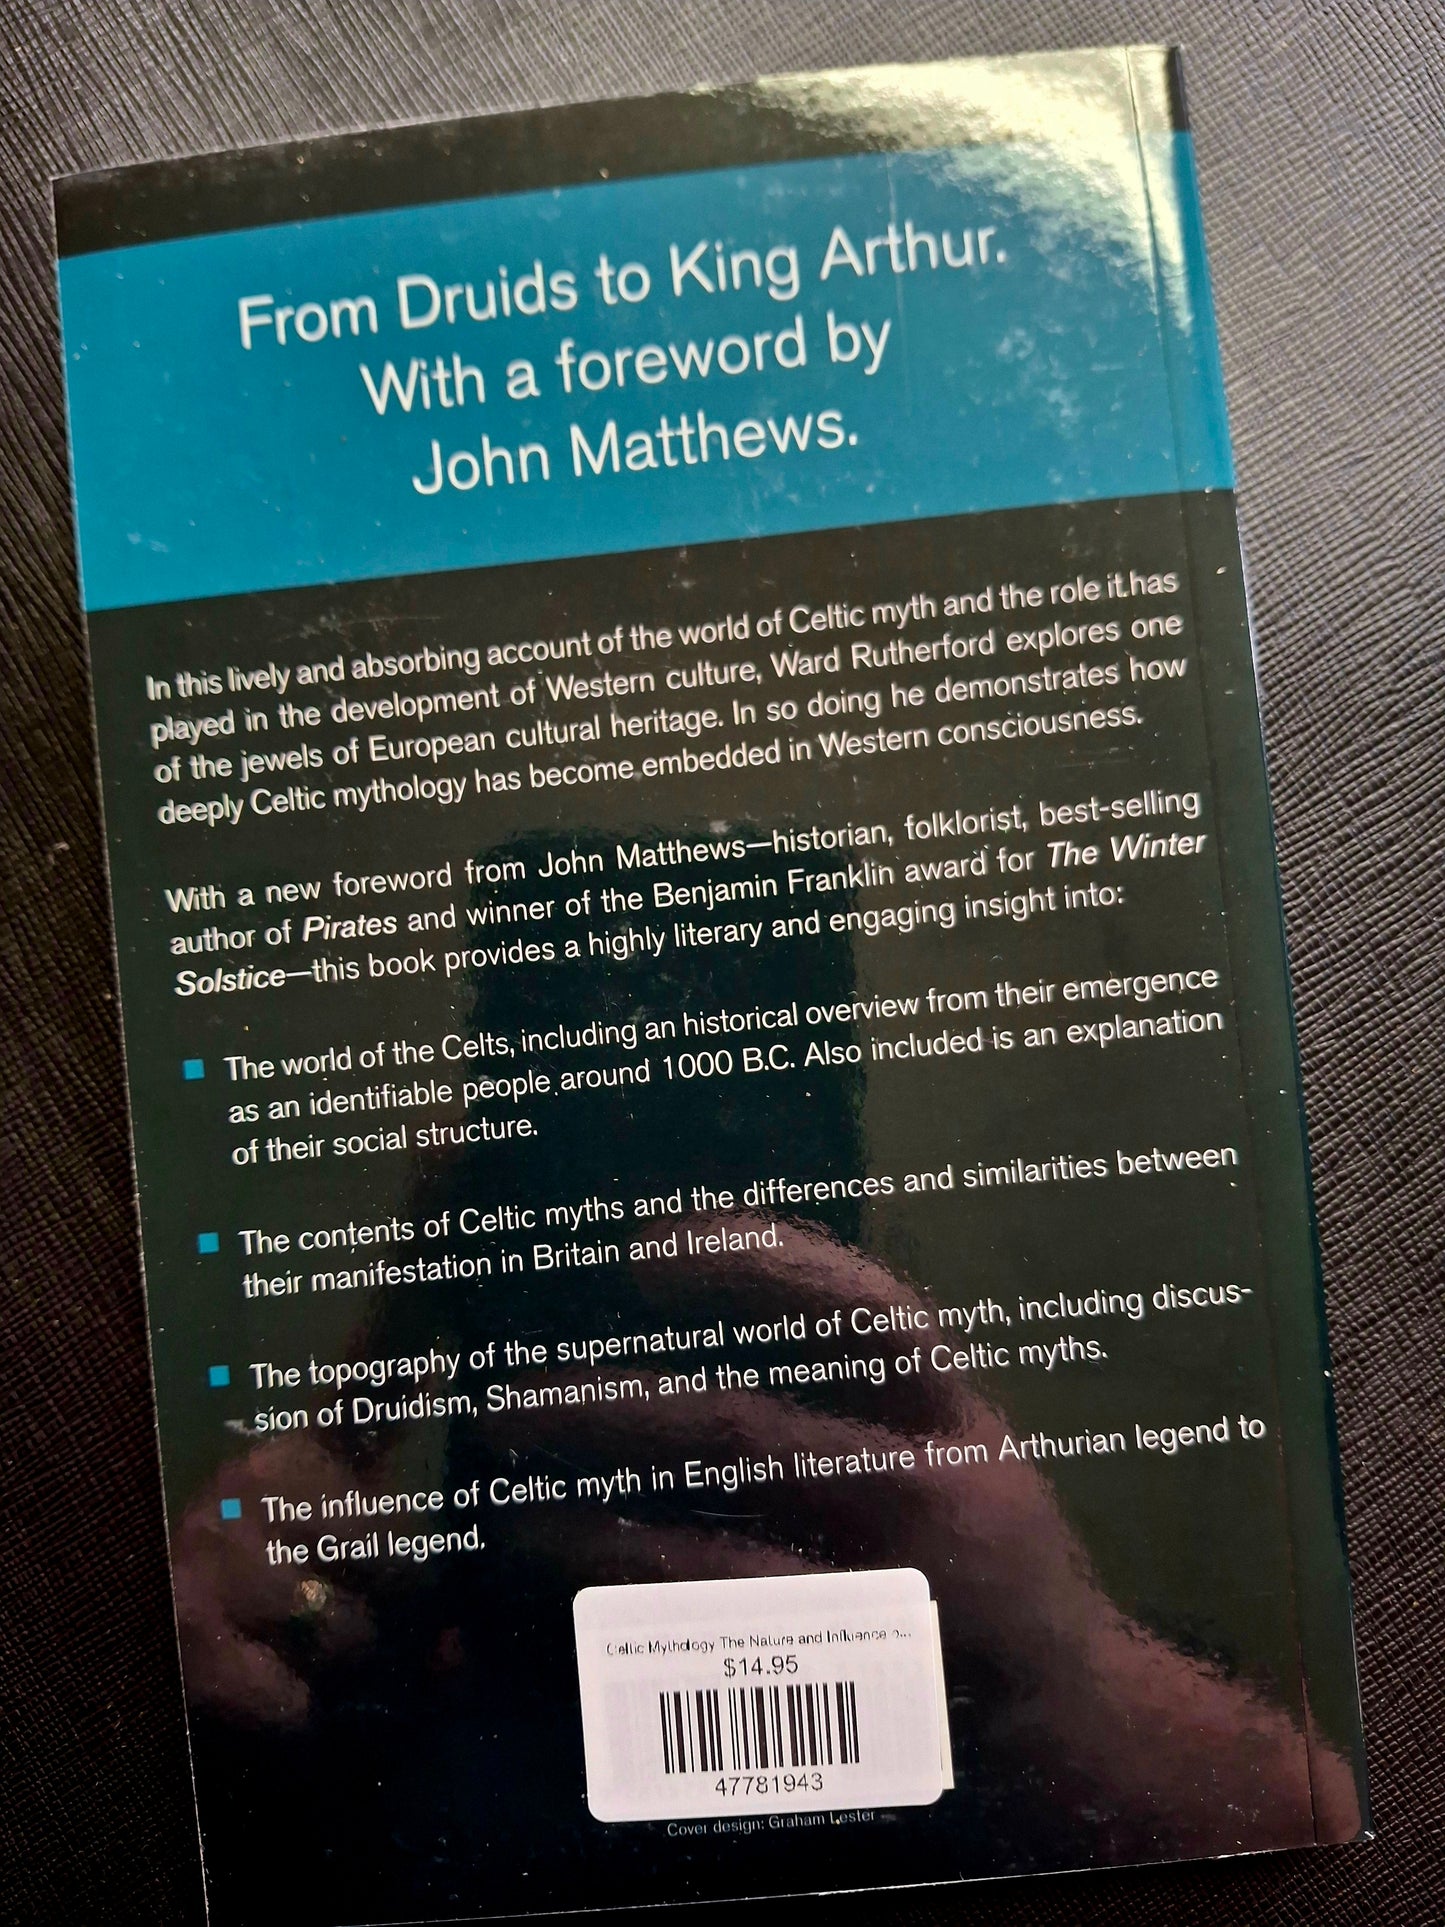 From Druids to King Arthur.
With a foreword by
John Matthews.
In this lively and absorbing account of the world of Celtic myth and the role it has
played in the development of Western culture, Ward Rutherford explores one
of the jewels of European cultural heritage. In so doing he demonstrates how
deeply Celtic mythology has become embedded in Western consciousness.
With a new foreword from John Matthews—historian, folklorist, best-selling
author of Pirates and winner of the Benjamin Franklin award for The Winter
Solstice—this book provides a highly literary and engaging insight into:
■ The world of the Celts, including an historical overview from their emergence
as an identifiable people around 1000 B.C. Also included is an explanation
of their social structure.
■ The contents of Celtic myths and the differences and similarities between
their manifestation in Britain and Ireland.
■ The topography of the supernatural world of Celtic myth, including discus-
sion of Druidism, Shamanism, and the meaning of Celtic myths.
■ The influence of Celtic myth in English literature from Arthurian legend to
the Grail legend.
Celtic Mythology The Nature and Influence o...
$14.95
47781943
Cover design: Graham Lester